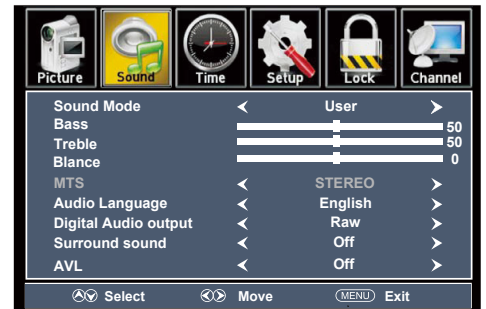 Picture Sound Time Setup Lock Channel
Sound Mode User
Bass 50
Treble 50
Blance 0
MTS STEREO
Audio Language English
Digital Audio output Raw
Surround sound Off
AVL Off
Select Move MENU Exit